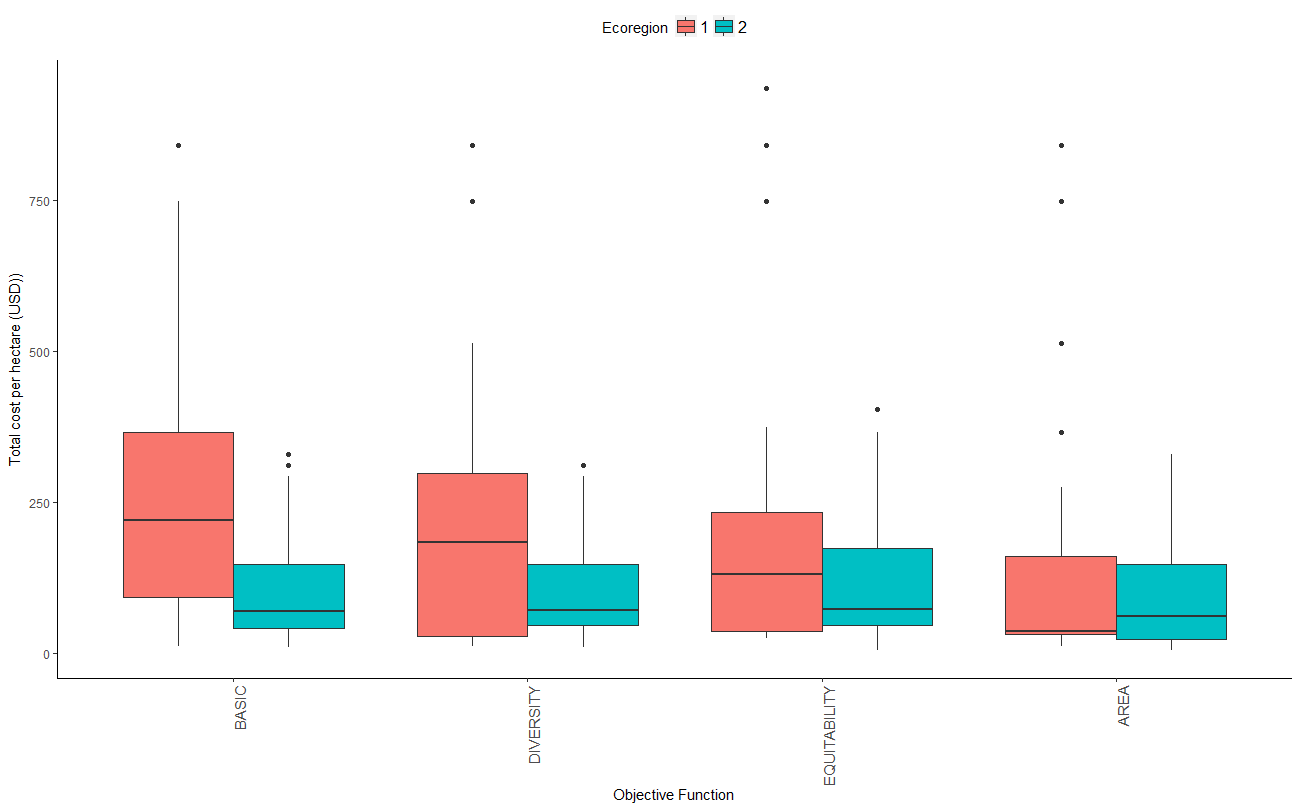 Ecoregion 1 2
Total cost per hectare (USD))
750
500
250
0
BASIC
DIVERSITY
EQUITABILITY
AREA
Objective Function